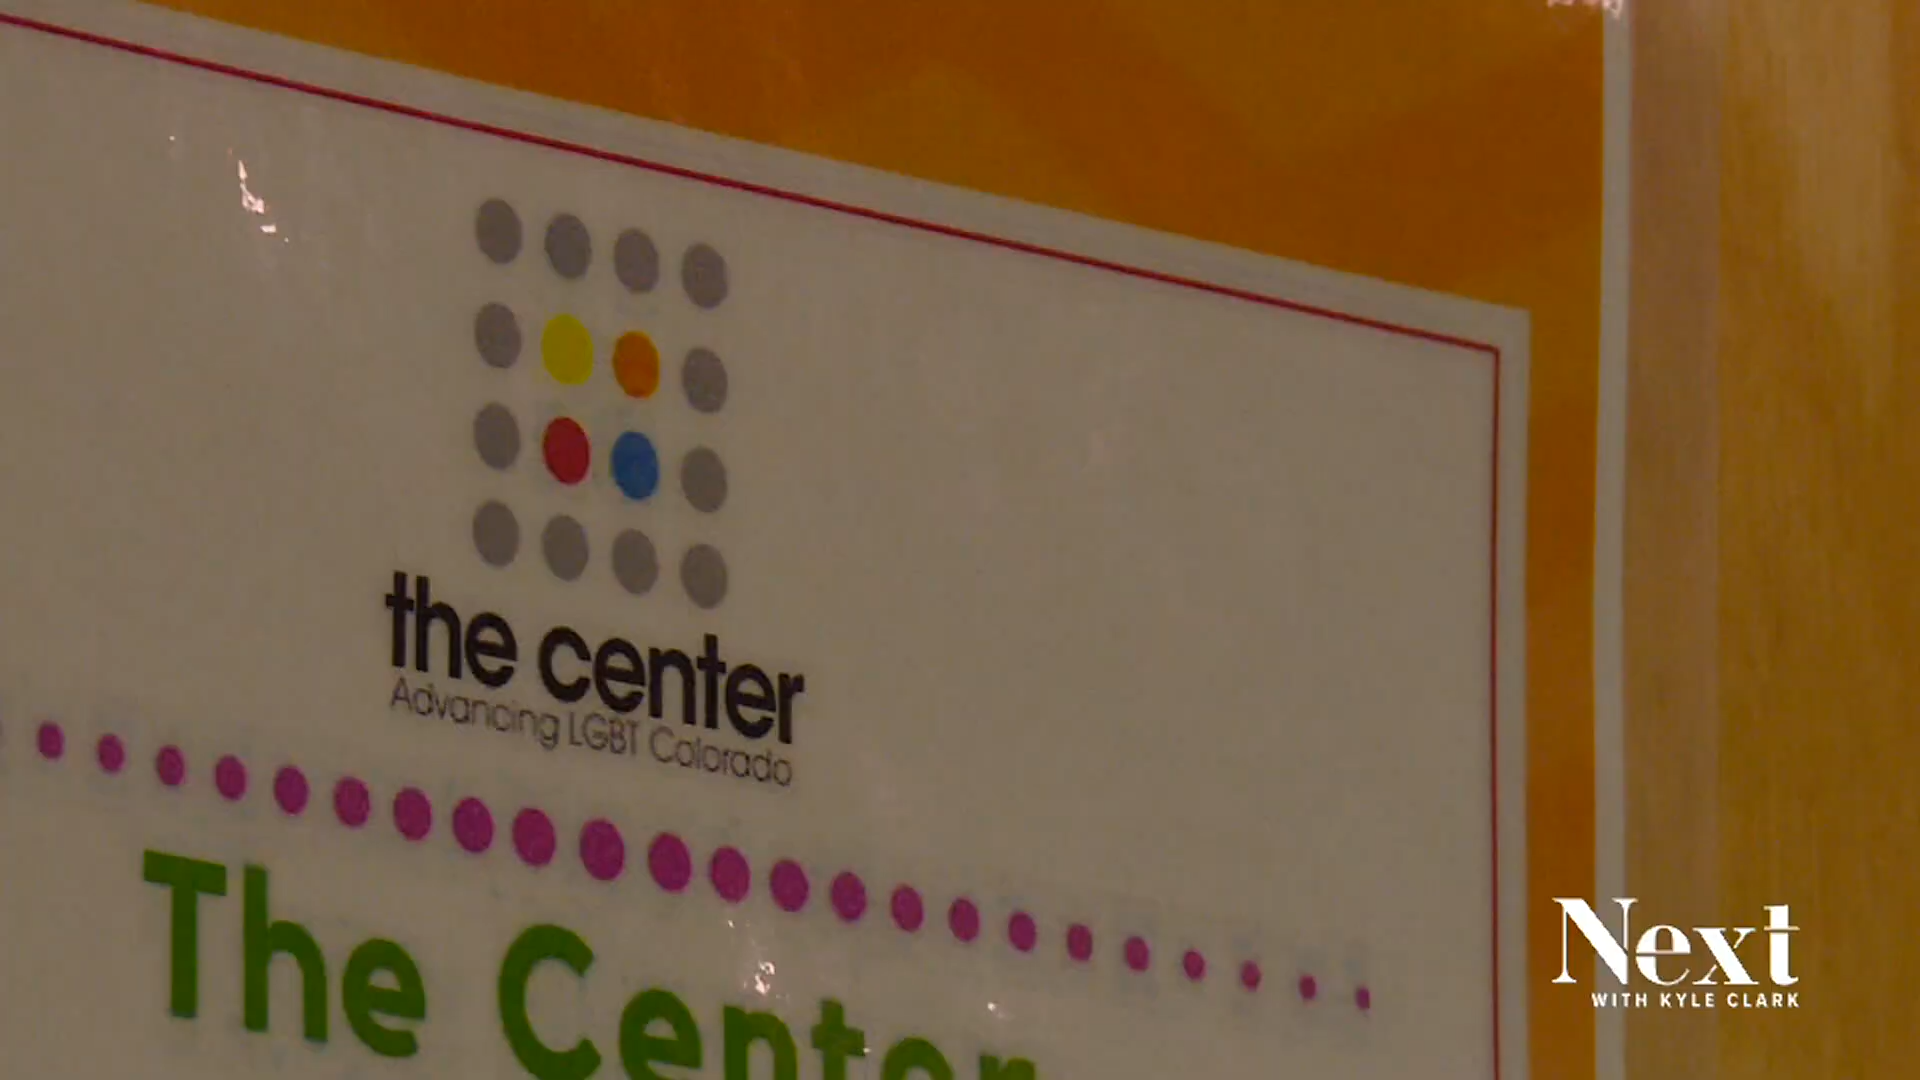 the center
Advancing LGBT Colorado
The Center
Next
WITH KYLE CLARK